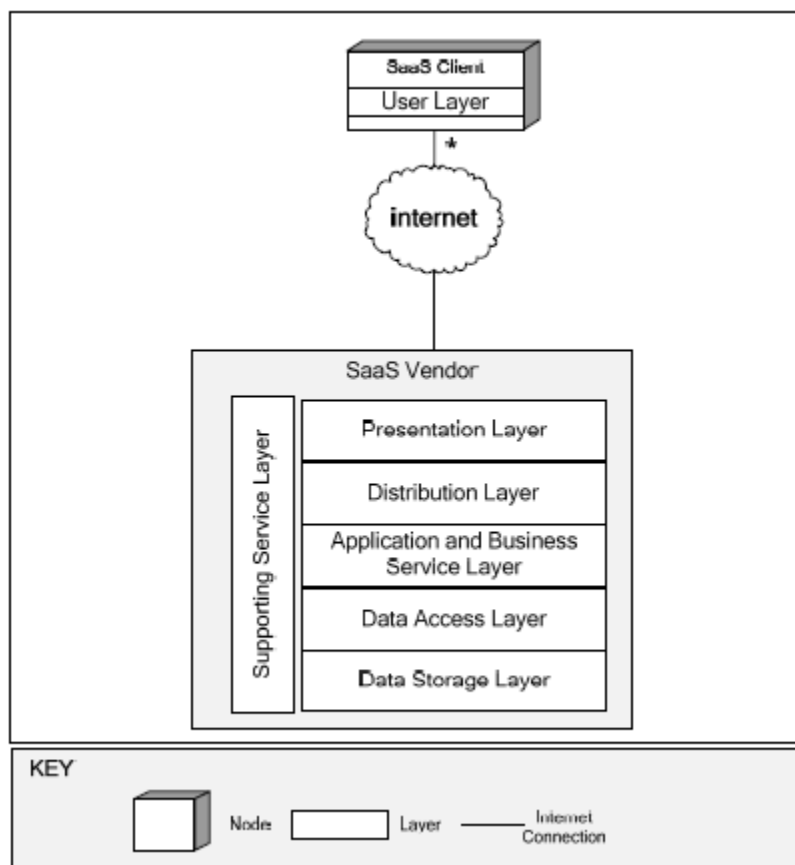 SaaS Client
User Layer
*
internet
SaaS Vendor
Supporting Service Layer
Presentation Layer
Distribution Layer
Application and Business
Service Layer
Data Access Layer
Data Storage Layer
KEY
Node
Layer
Internet
Connection